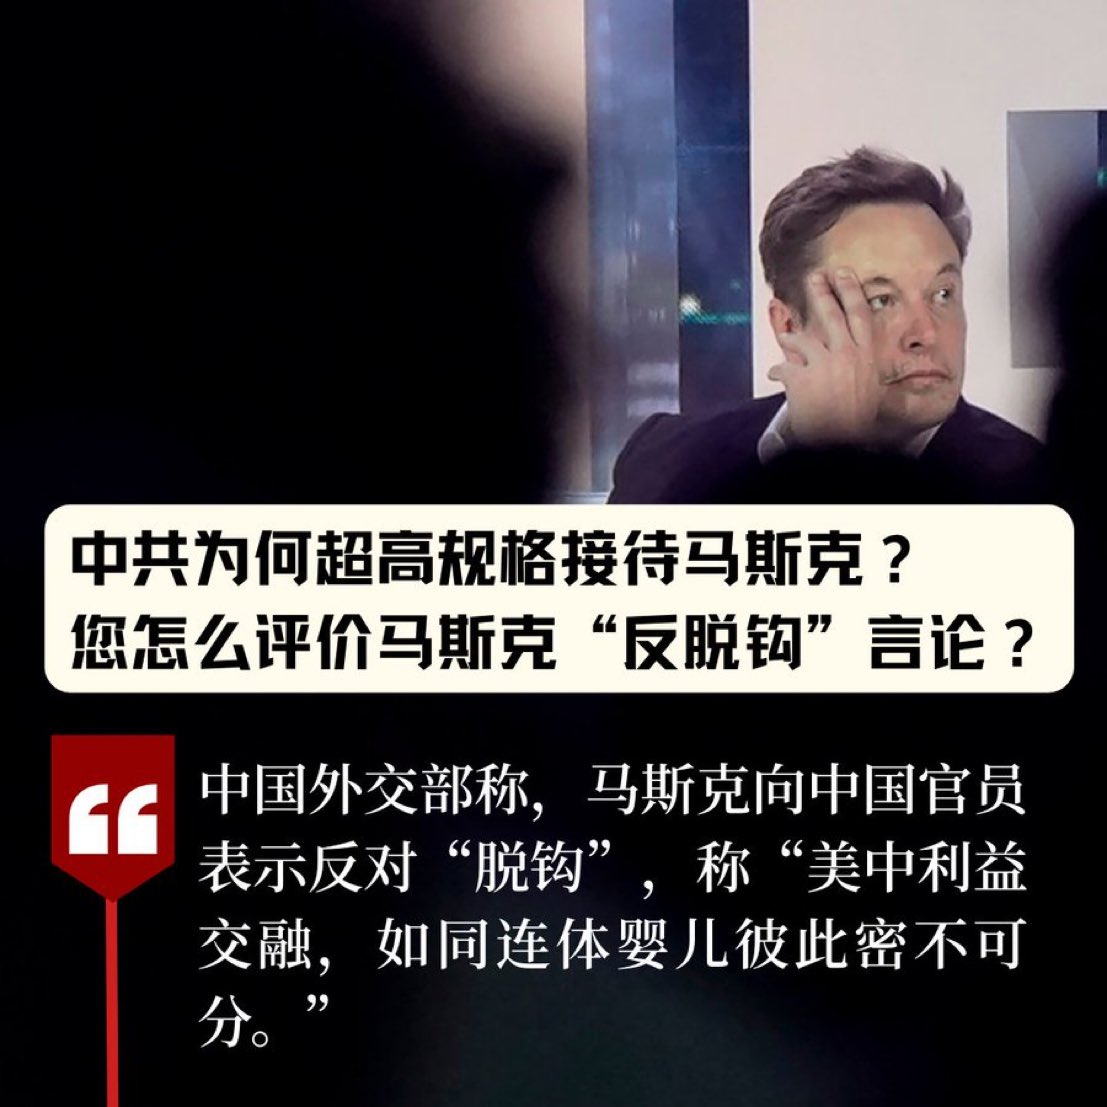 中共为何超高规格接待马斯克？
您怎么评价马斯克“反脱钩”言论？
中国外交部称，马斯克向中国官员
表示反对“脱钩”，称“美中利益
交融，如同连体婴儿彼此密不可
分。”